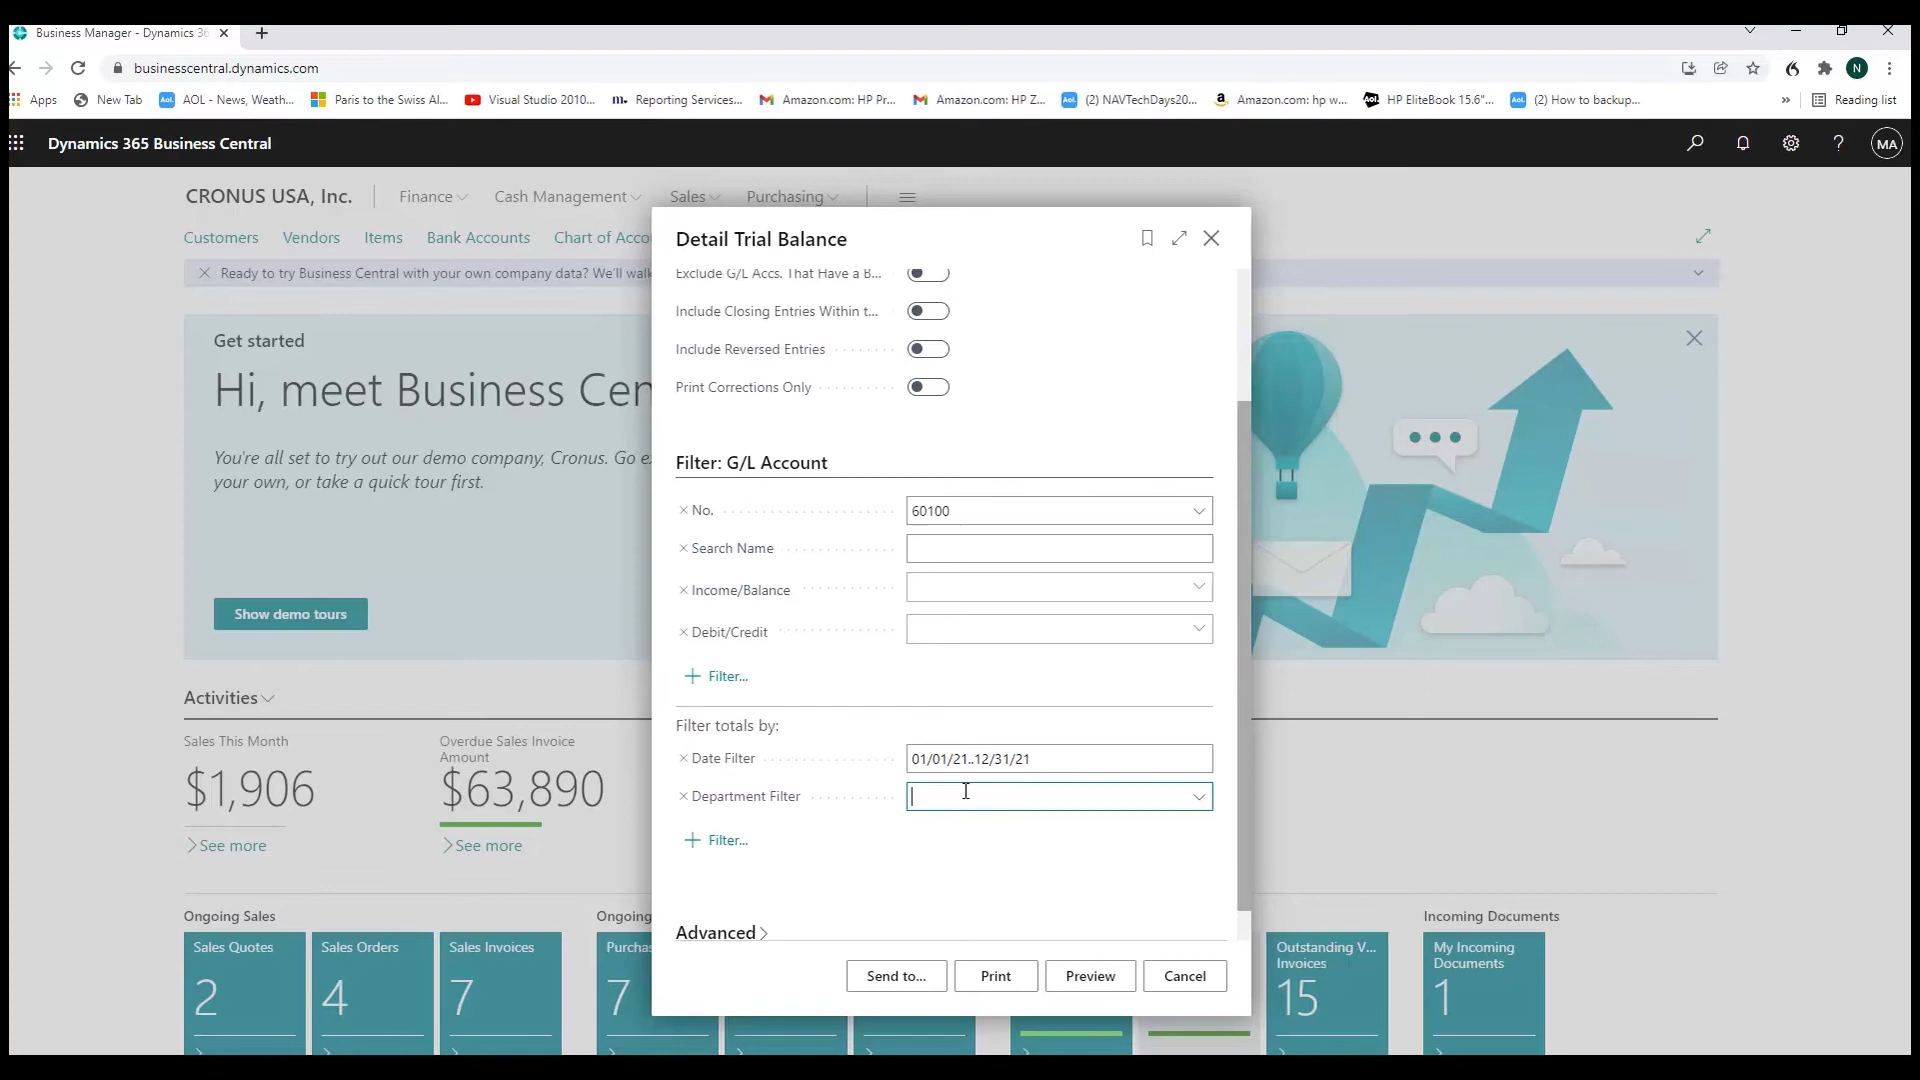 Business Manager - Dynamics 36
businesscentral.dynamics.com
N
Apps
New Tab
AOL - News, Weath...
Paris to the Swiss Al...
Visual Studio 2010...
Reporting Services...
Amazon.com: HP Pr...
Amazon.com: HP Z...
(2) NAVTechDays20...
Amazon.com: hp w...
HP EliteBook 15.6"...
(2) How to backup...
Reading list
Dynamics 365 Business Central
MA
CRONUS USA, Inc.
Finance
Cash Management
Sales
Purchasing
Customers
Vendors
Items
Bank Accounts
Chart of Acco
Ready to try Business Central with your own company data? We'll walk
Get started
Hi, meet Business Cen
You're all set to try out our demo company, Cronus. Go e
your own, or take a quick tour first.
Show demo tours
Activities
Sales This Month
$1,906
See more
Overdue Sales Invoice
Amount
$63,890
See more
Ongoing Sales
Sales Quotes
2
Sales Orders
4
Sales Invoices
7
Ongoing
Purchas
7
Outstanding V...
Invoices
15
Incoming Documents
My Incoming
Documents
1
Detail Trial Balance
Exclude G/L Accs. That Have a B...
Include Closing Entries Within t...
Include Reversed Entries
Print Corrections Only
Filter: G/L Account
No.
60100
Search Name
Income/Balance
Debit/Credit
Filter...
Filter totals by:
Date Filter
01/01/21..12/31/21
Department Filter
Filter...
Advanced
Send to...
Print
Preview
Cancel